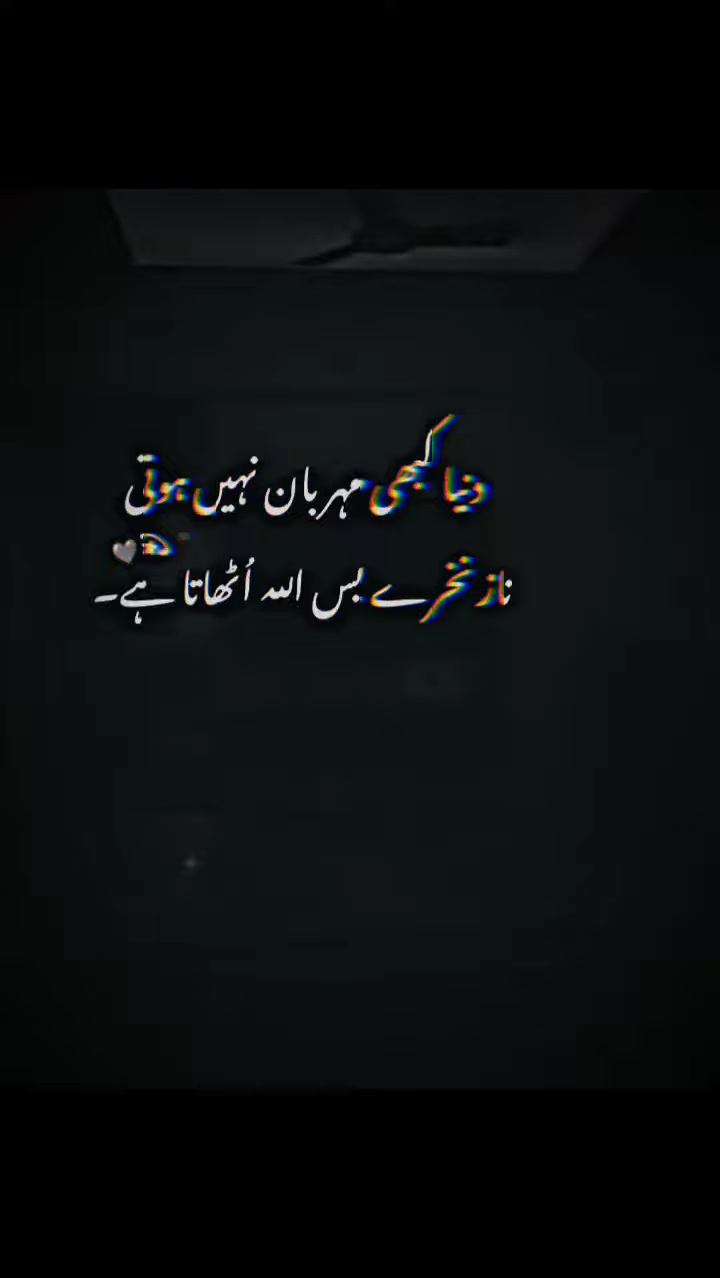 دنیا کبھی مہربان نہیں ہوتی
ناز نخرے بس اللہ اُٹھاتا ہے۔